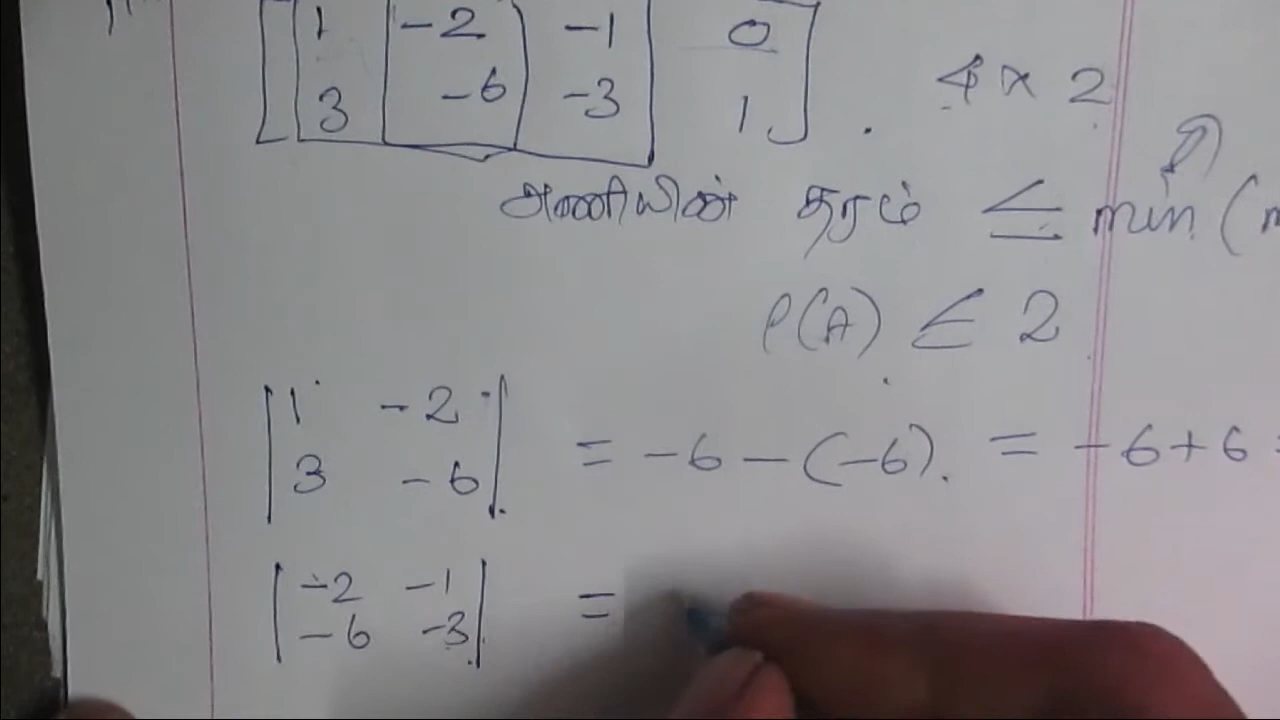 1 -2 -1 0
3 -6 -3 1 . 4 × 2
அணியின் தரம் ≤ min (
ρ(A) ≤ 2
|1 -2|
|3 -6| = -6 - (-6). = -6+6 =
|-2 -1|
|-6 -3| =